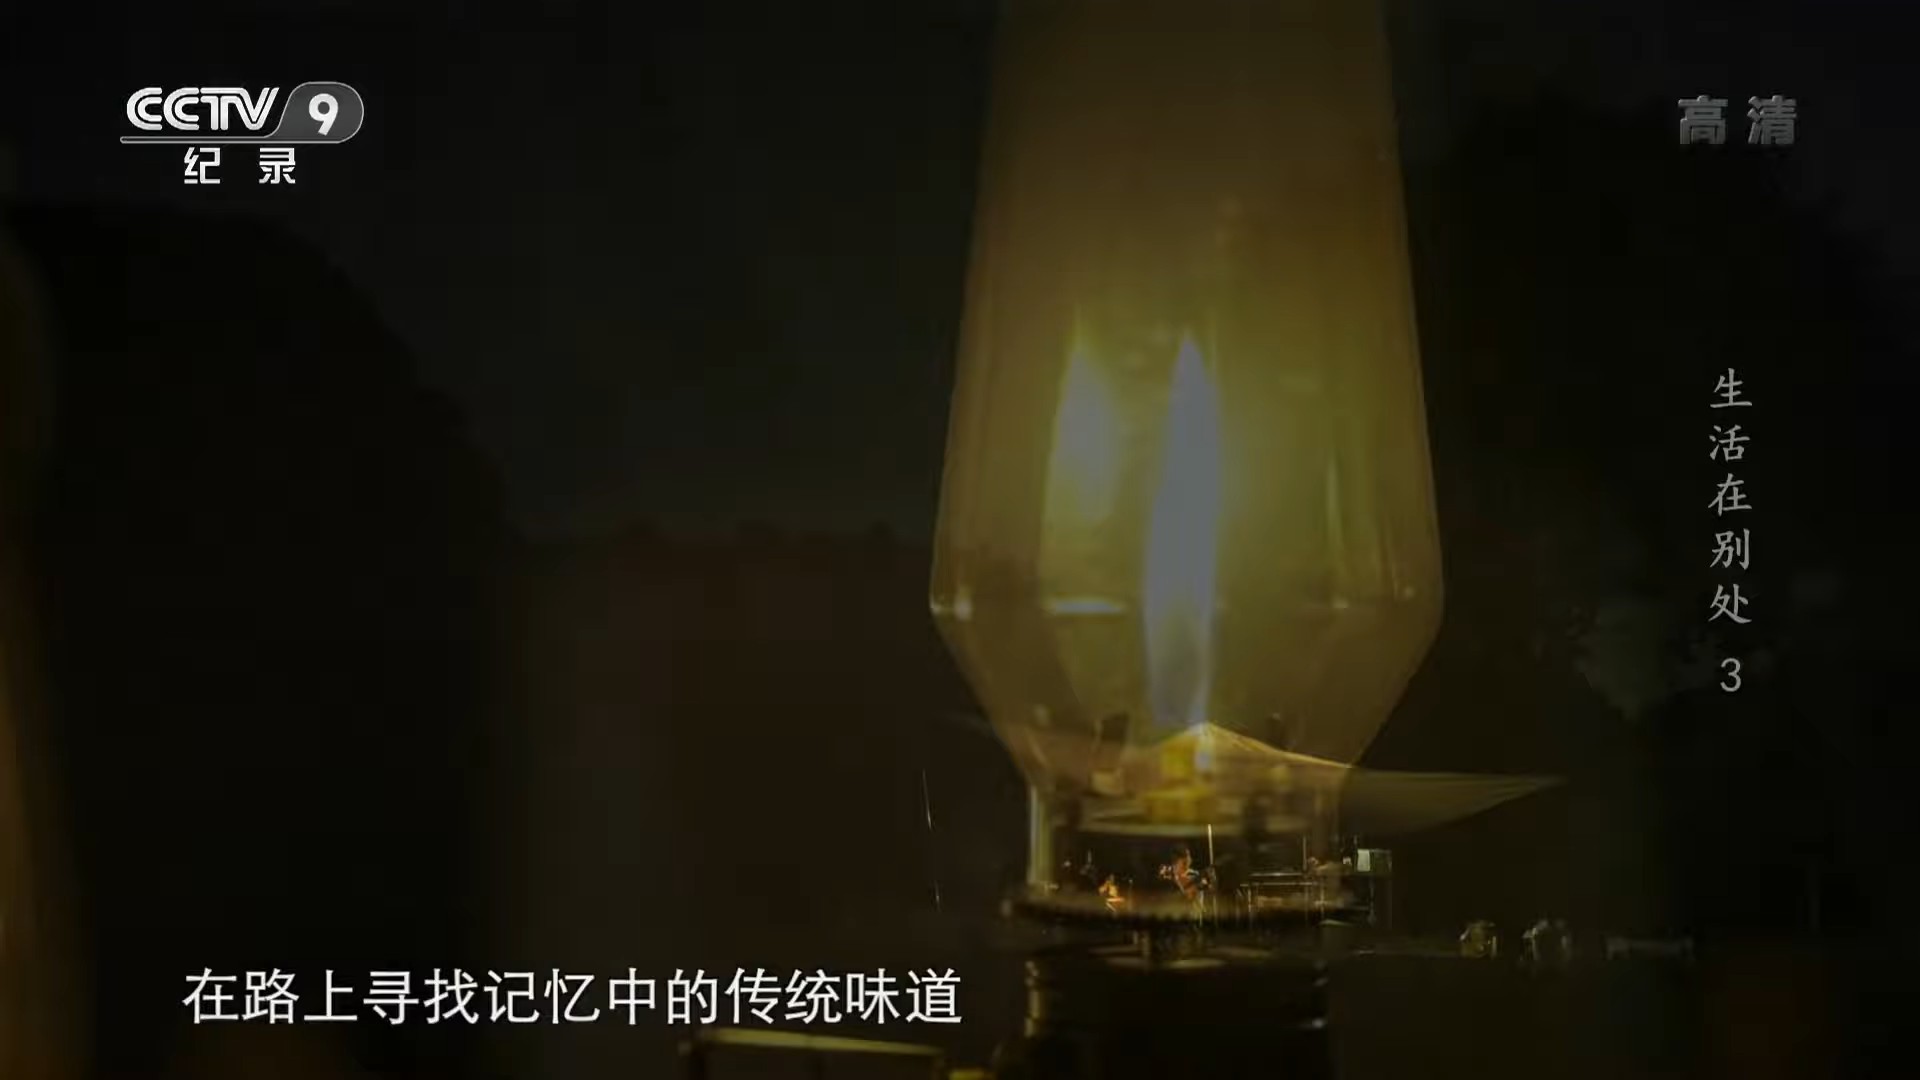 CCTV 9
纪录
高清
生活在别处 3
在路上寻找记忆中的传统味道